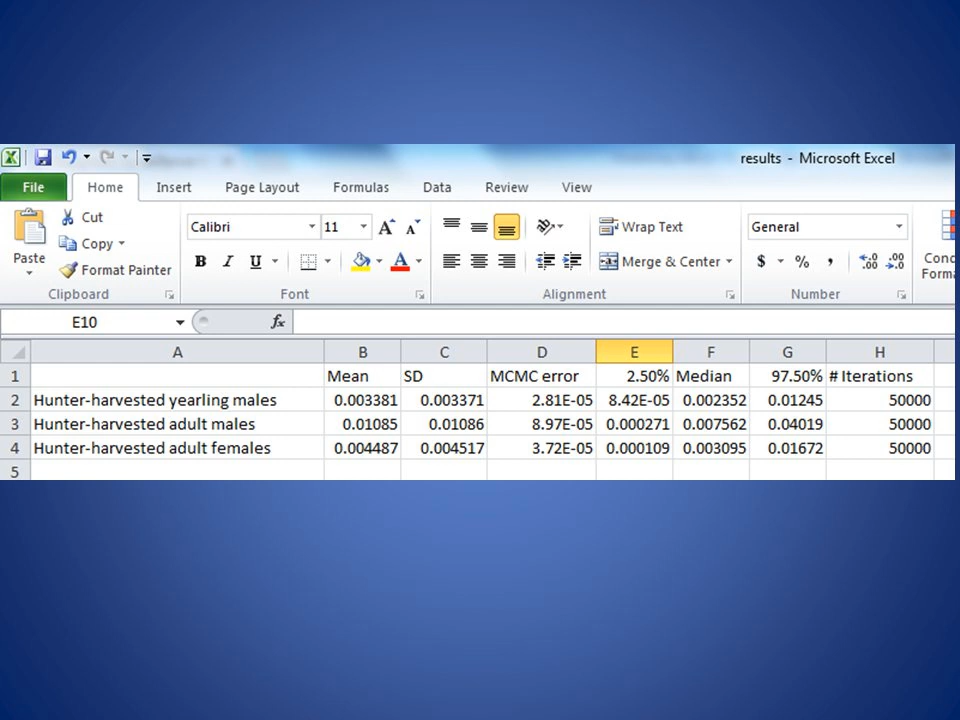 results - Microsoft Excel
File Home Insert Page Layout Formulas Data Review View
Cut
Copy
Paste
Format Painter
Calibri 11
B I U
Wrap Text
Merge & Center
General
$ % ,
Clipboard Font Alignment Number
E10 fx
A B C D E F G H
1 Mean SD MCMC error 2.50% Median 97.50% # Iterations
2 Hunter-harvested yearling males 0.003381 0.003371 2.81E-05 8.42E-05 0.002352 0.01245 50000
3 Hunter-harvested adult males 0.01085 0.01086 8.97E-05 0.000271 0.007562 0.04019 50000
4 Hunter-harvested adult females 0.004487 0.004517 3.72E-05 0.000109 0.003095 0.01672 50000
5